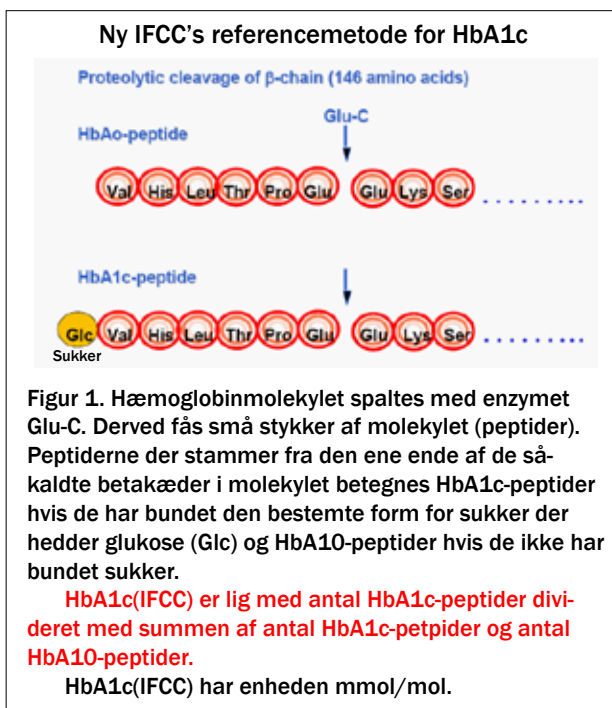 Ny IFCC's referencemetode for HbA1c
Proteolytic cleavage of β-chain (146 amino acids)
Glu-C
HbAo-peptide
Val His Leu Thr Pro Glu Glu Lys Ser .........
HbA1c-peptide
Glc Val His Leu Thr Pro Glu Glu Lys Ser .........
Sukker
Figur 1. Hæmoglobinmolekylet spaltes med enzymet
Glu-C. Derved fås små stykker af molekylet (peptider).
Peptiderne der stammer fra den ene ende af de så-
kaldte betakæder i molekylet betegnes HbA1c-peptider
hvis de har bundet den bestemte form for sukker der
hedder glukose (Glc) og HbA10-peptider hvis de ikke har
bundet sukker.
HbA1c(IFCC) er lig med antal HbA1c-peptider divi-
deret med summen af antal HbA1c-petpider og antal
HbA10-peptider.
HbA1c(IFCC) har enheden mmol/mol.